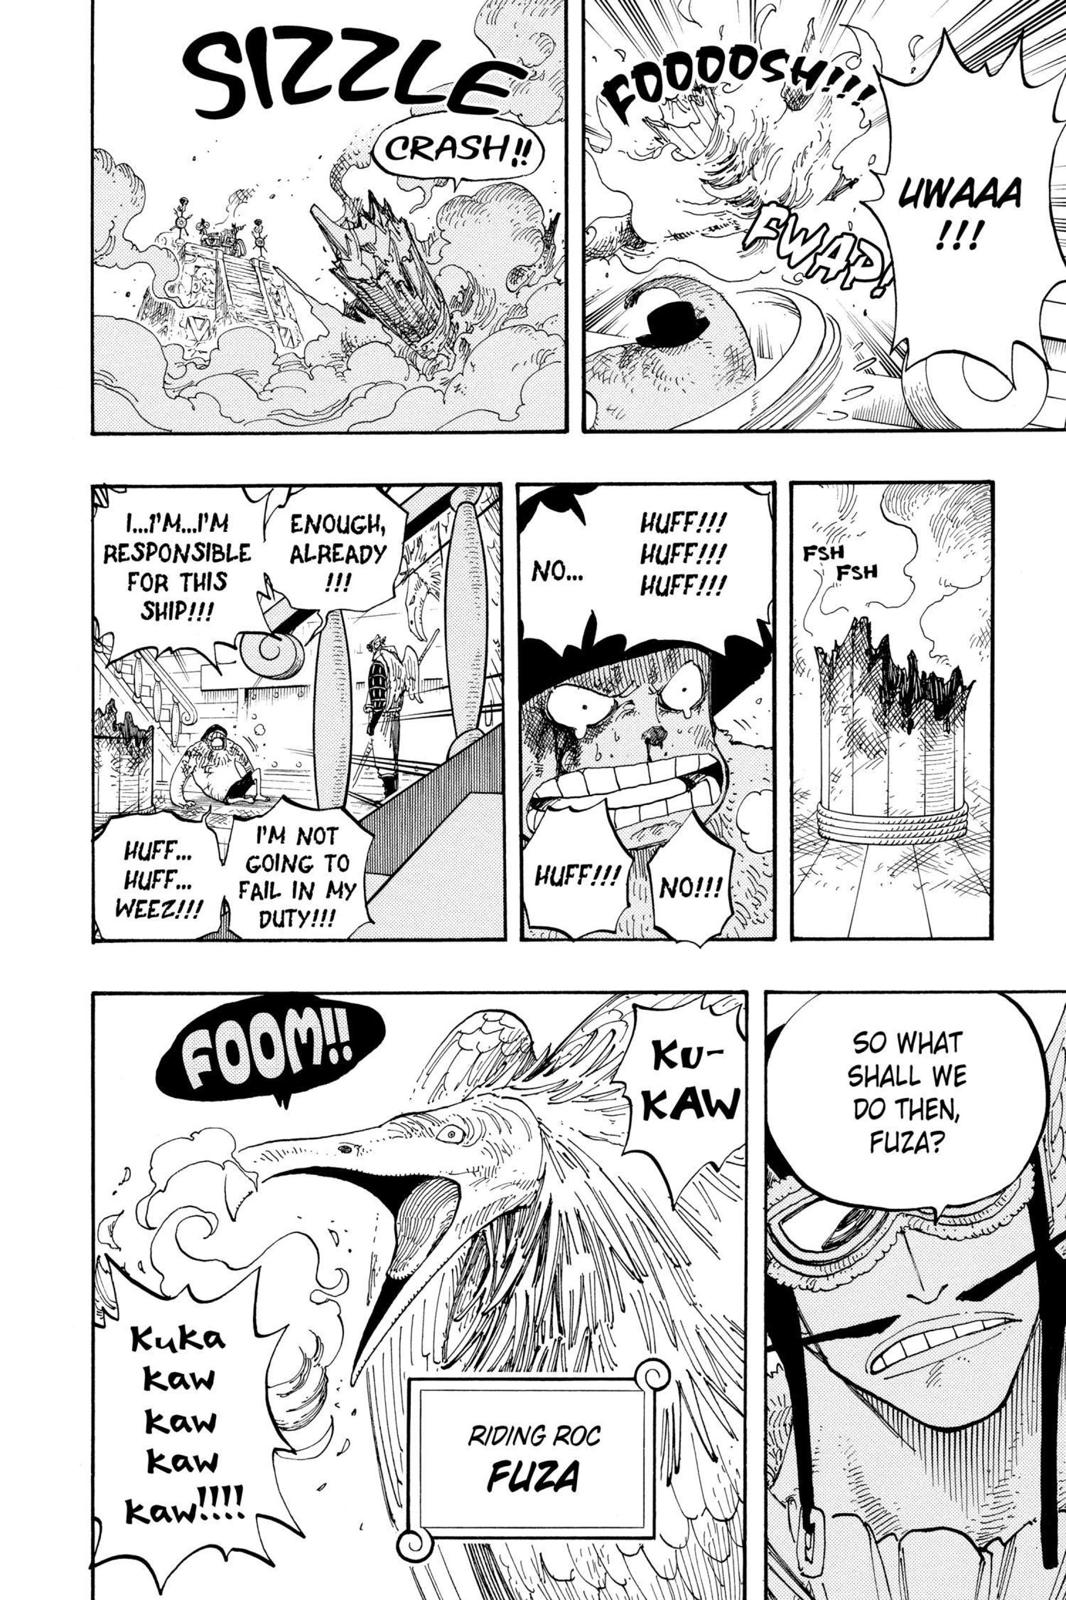 FOOOOSH!!!
UWAAA
!!!
FWAP!
SIZZLE
CRASH!!
FSH
FSH
HUFF!!!
HUFF!!!
HUFF!!!
NO...
NO!!!
HUFF!!!
ENOUGH,
ALREADY
!!!
I...I'M...I'M
RESPONSIBLE
FOR THIS
SHIP!!!
I'M NOT
GOING TO
FAIL IN MY
DUTY!!!
HUFF...
HUFF...
WEEZ!!!
SO WHAT
SHALL WE
DO THEN,
FUZA?
KU-
KAW
FOOM!!
KUKA
KAW
KAW
KAW
KAW!!!!
RIDING ROC
FUZA